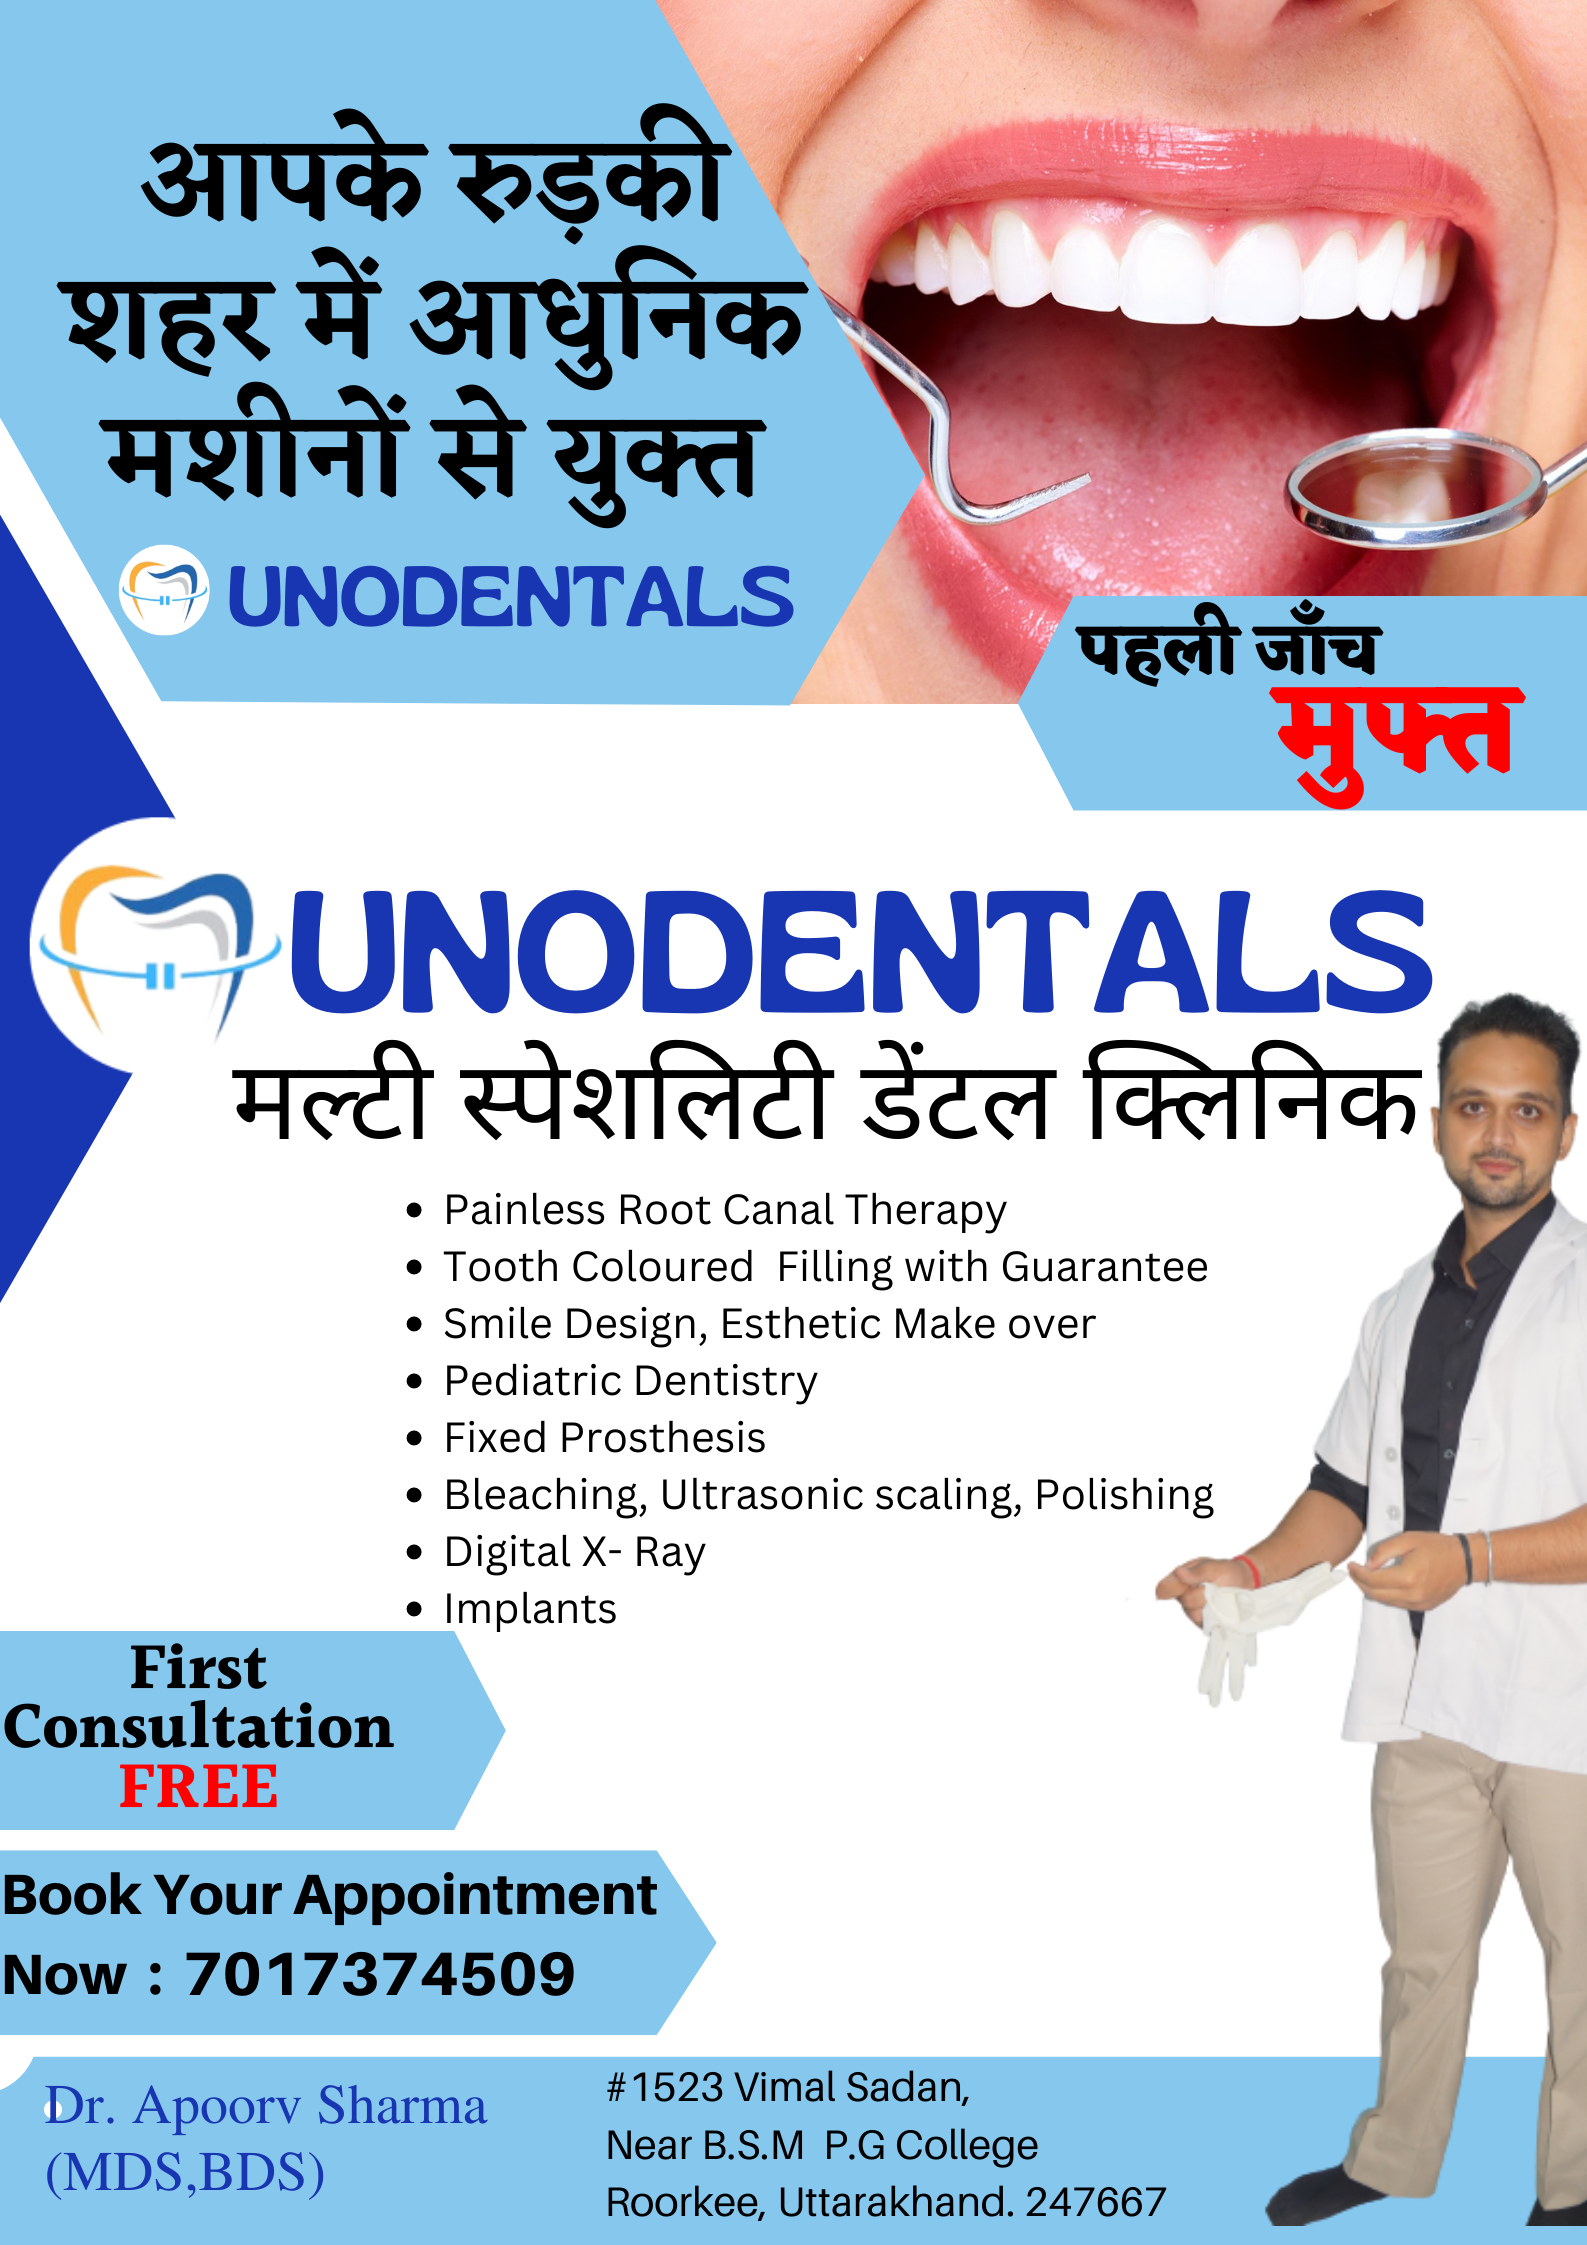 आपके रुड़की
शहर में आधुनिक
मशीनों से युक्त
UNODENTALS
पहली जाँच
मुफ्त
UNODENTALS
मल्टी स्पेशलिटी डेंटल क्लिनिक
• Painless Root Canal Therapy
• Tooth Coloured  Filling with Guarantee
• Smile Design, Esthetic Make over
• Pediatric Dentistry
• Fixed Prosthesis
• Bleaching, Ultrasonic scaling, Polishing
• Digital X- Ray
• Implants
First
Consultation
FREE
Book Your Appointment
Now : 7017374509
Dr. Apoorv Sharma
(MDS,BDS)
#1523 Vimal Sadan,
Near B.S.M  P.G College
Roorkee, Uttarakhand. 247667